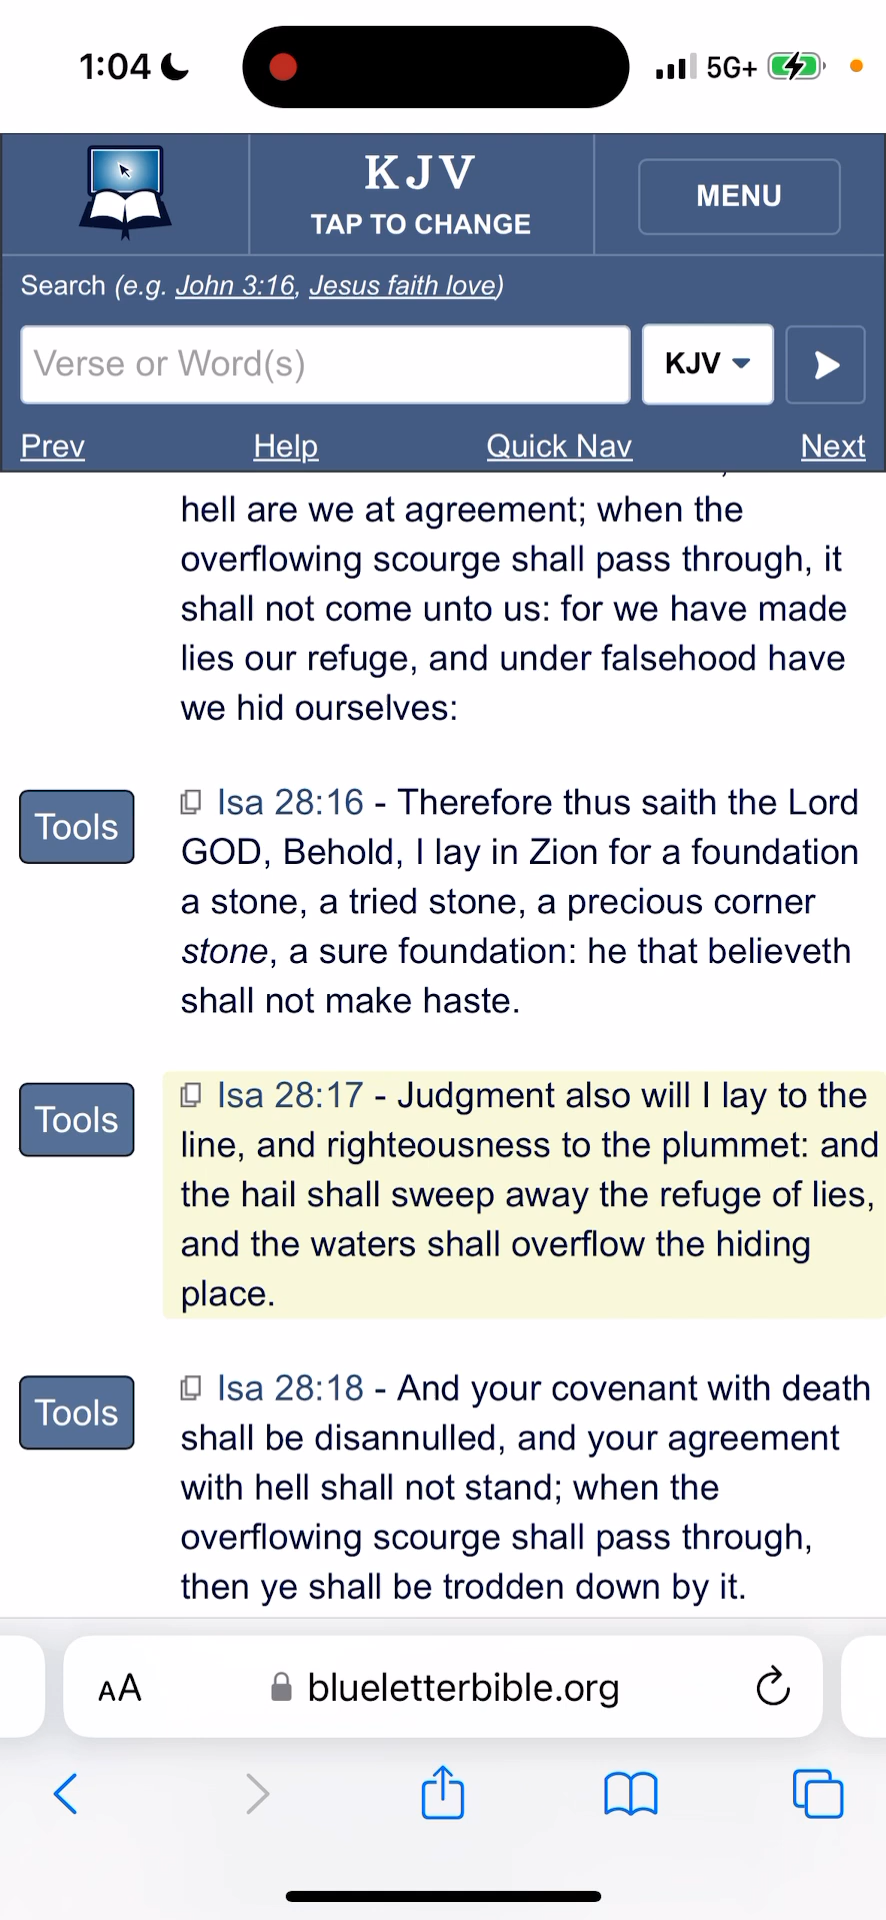 1:04 5G+
KJV
TAP TO CHANGE
MENU
Search (e.g. John 3:16, Jesus faith love)
Verse or Word(s) KJV
Prev Help Quick Nav Next
hell are we at agreement; when the
overflowing scourge shall pass through, it
shall not come unto us: for we have made
lies our refuge, and under falsehood have
we hid ourselves:
Tools
Isa 28:16 - Therefore thus saith the Lord
GOD, Behold, I lay in Zion for a foundation
a stone, a tried stone, a precious corner
stone, a sure foundation: he that believeth
shall not make haste.
Tools
Isa 28:17 - Judgment also will I lay to the
line, and righteousness to the plummet: and
the hail shall sweep away the refuge of lies,
and the waters shall overflow the hiding
place.
Tools
Isa 28:18 - And your covenant with death
shall be disannulled, and your agreement
with hell shall not stand; when the
overflowing scourge shall pass through,
then ye shall be trodden down by it.
AA blueletterbible.org